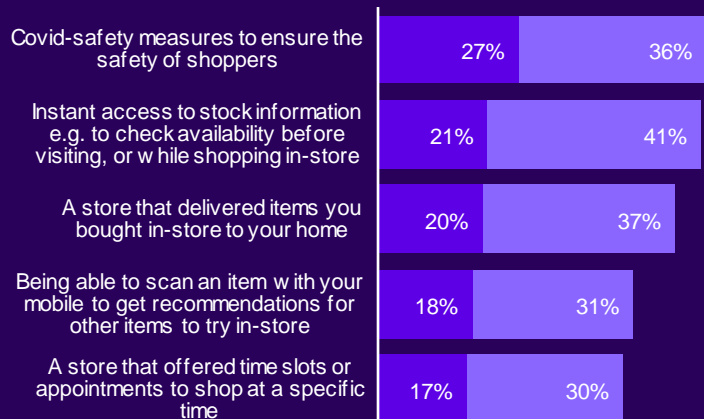 Covid-safety measures to ensure the
safety of shoppers
27% 36%
Instant access to stock information
e.g. to check availability before
visiting, or while shopping in-store
21% 41%
A store that delivered items you
bought in-store to your home
20% 37%
Being able to scan an item with your
mobile to get recommendations for
other items to try in-store
18% 31%
A store that offered time slots or
appointments to shop at a specific
time
17% 30%